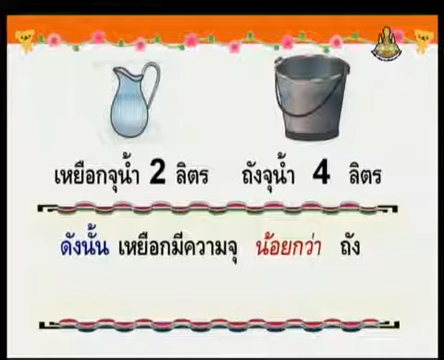 เหยือกจุน้ำ 2 ลิตร ถังจุน้ำ 4 ลิตร
ดังนั้น เหยือกมีความจุ น้อยกว่า ถัง